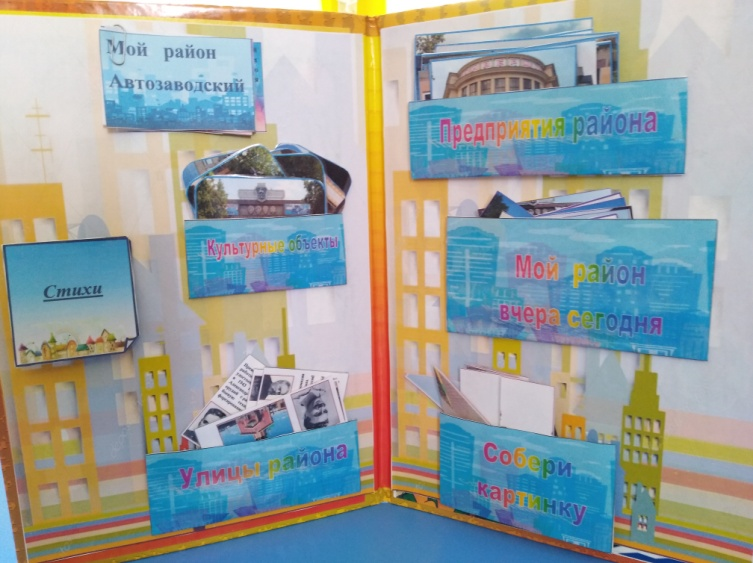 Мой район
Автозаводский
Культурные объекты
Стихи
Улицы района
Предприятия района
Мой район
вчера сегодня
Собери
картинку